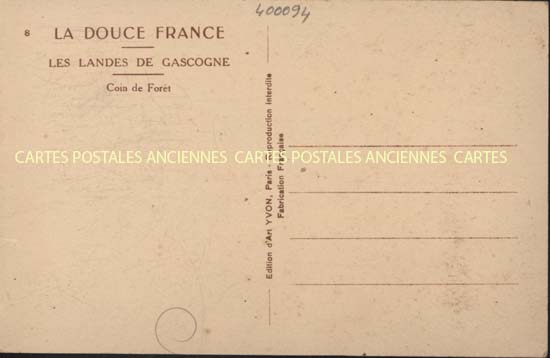 400094
8 LA DOUCE FRANCE
LES LANDES DE GASCOGNE
Coin de Forêt
CARTES POSTALES ANCIENNES CARTES POSTALES ANCIENNES CARTES
Edition d'Art YVON, Paris - Reproduction interdite
Fabrication Française